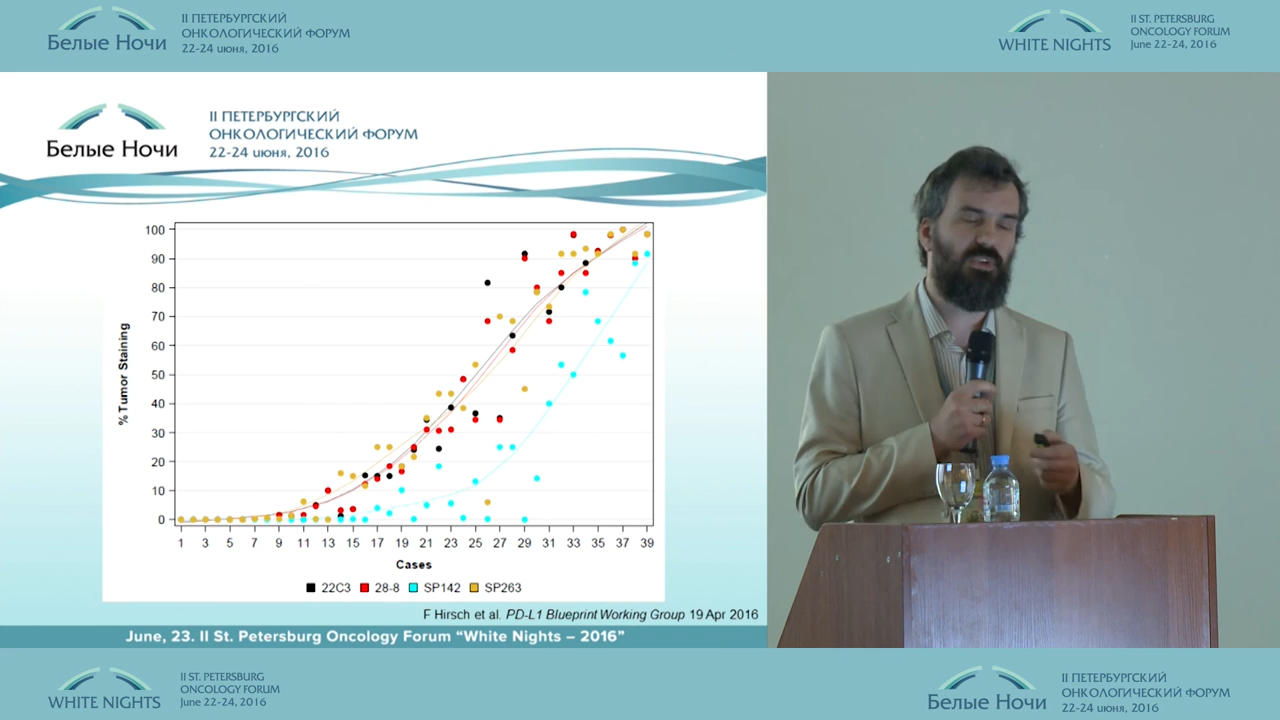 Белые Ночи
II ПЕТЕРБУРГСКИЙ
ОНКОЛОГИЧЕСКИЙ ФОРУМ
22-24 июня, 2016
WHITE NIGHTS
II ST. PETERSBURG
ONCOLOGY FORUM
June 22-24, 2016
Белые Ночи
II ПЕТЕРБУРГСКИЙ
ОНКОЛОГИЧЕСКИЙ ФОРУМ
22-24 июня, 2016
% Tumor Staining
100
90
80
70
60
50
40
30
20
10
0
1 3 5 7 9 11 13 15 17 19 21 23 25 27 29 31 33 35 37 39
Cases
22C3 28-8 SP142 SP263
F Hirsch et al. PD-L1 Blueprint Working Group 19 Apr 2016
June, 23. II St. Petersburg Oncology Forum “White Nights – 2016”
WHITE NIGHTS
II ST. PETERSBURG
ONCOLOGY FORUM
June 22-24, 2016
Белые Ночи
II ПЕТЕРБУРГСКИЙ
ОНКОЛОГИЧЕСКИЙ ФОРУМ
22-24 июня, 2016